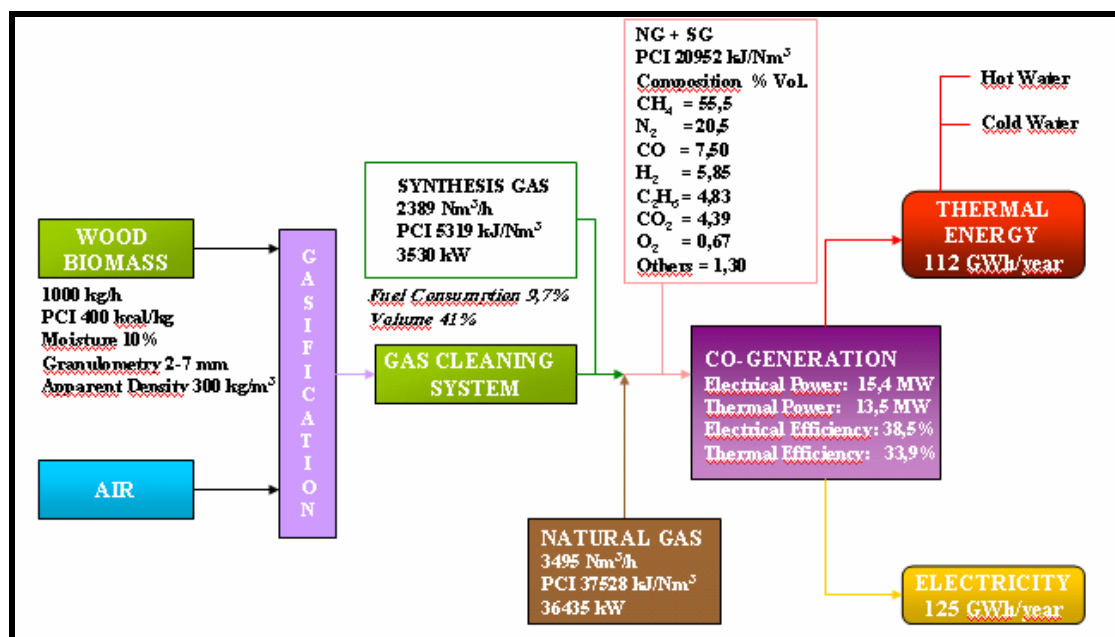 WOOD
BIOMASS
1000 kg/h
PCI 400 kcal/kg
Moisture 10%
Granulometry 2-7 mm
Apparent Density 300 kg/m³
AIR
GASIFICATION
SYNTHESIS GAS
2389 Nm³/h
PCI 5319 kJ/Nm³
3530 kW
Fuel Consumption 9,7%
Volume 41%
GAS CLEANING
SYSTEM
NG + SG
PCI 20952 kJ/Nm³
Composition % Vol.
CH₄ = 55,5
N₂ =20,5
CO = 7,50
H₂ = 5,85
C₂H₆ = 4,83
CO₂ = 4,39
O₂ = 0,67
Others = 1,30
NATURAL GAS
3495 Nm³/h
PCI 37528 kJ/Nm³
36435 kW
CO-GENERATION
Electrical Power: 15,4 MW
Thermal Power: 13,5 MW
Electrical Efficiency: 38,5%
Thermal Efficiency: 33,9%
Hot Water
Cold Water
THERMAL
ENERGY
112 GWh/year
ELECTRICITY
125 GWh/year